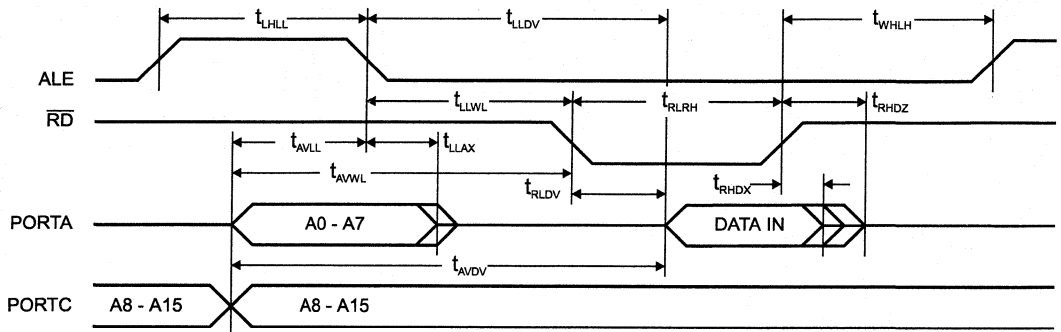 tLHLL tLLDV tWHLH
ALE
tLLWL tRLRH tRHDZ
RD
tAVLL tLLAX
tAVWL tRLDV tRHDX
PORTA A0 - A7 DATA IN
tAVDV
PORTC A8 - A15 A8 - A15